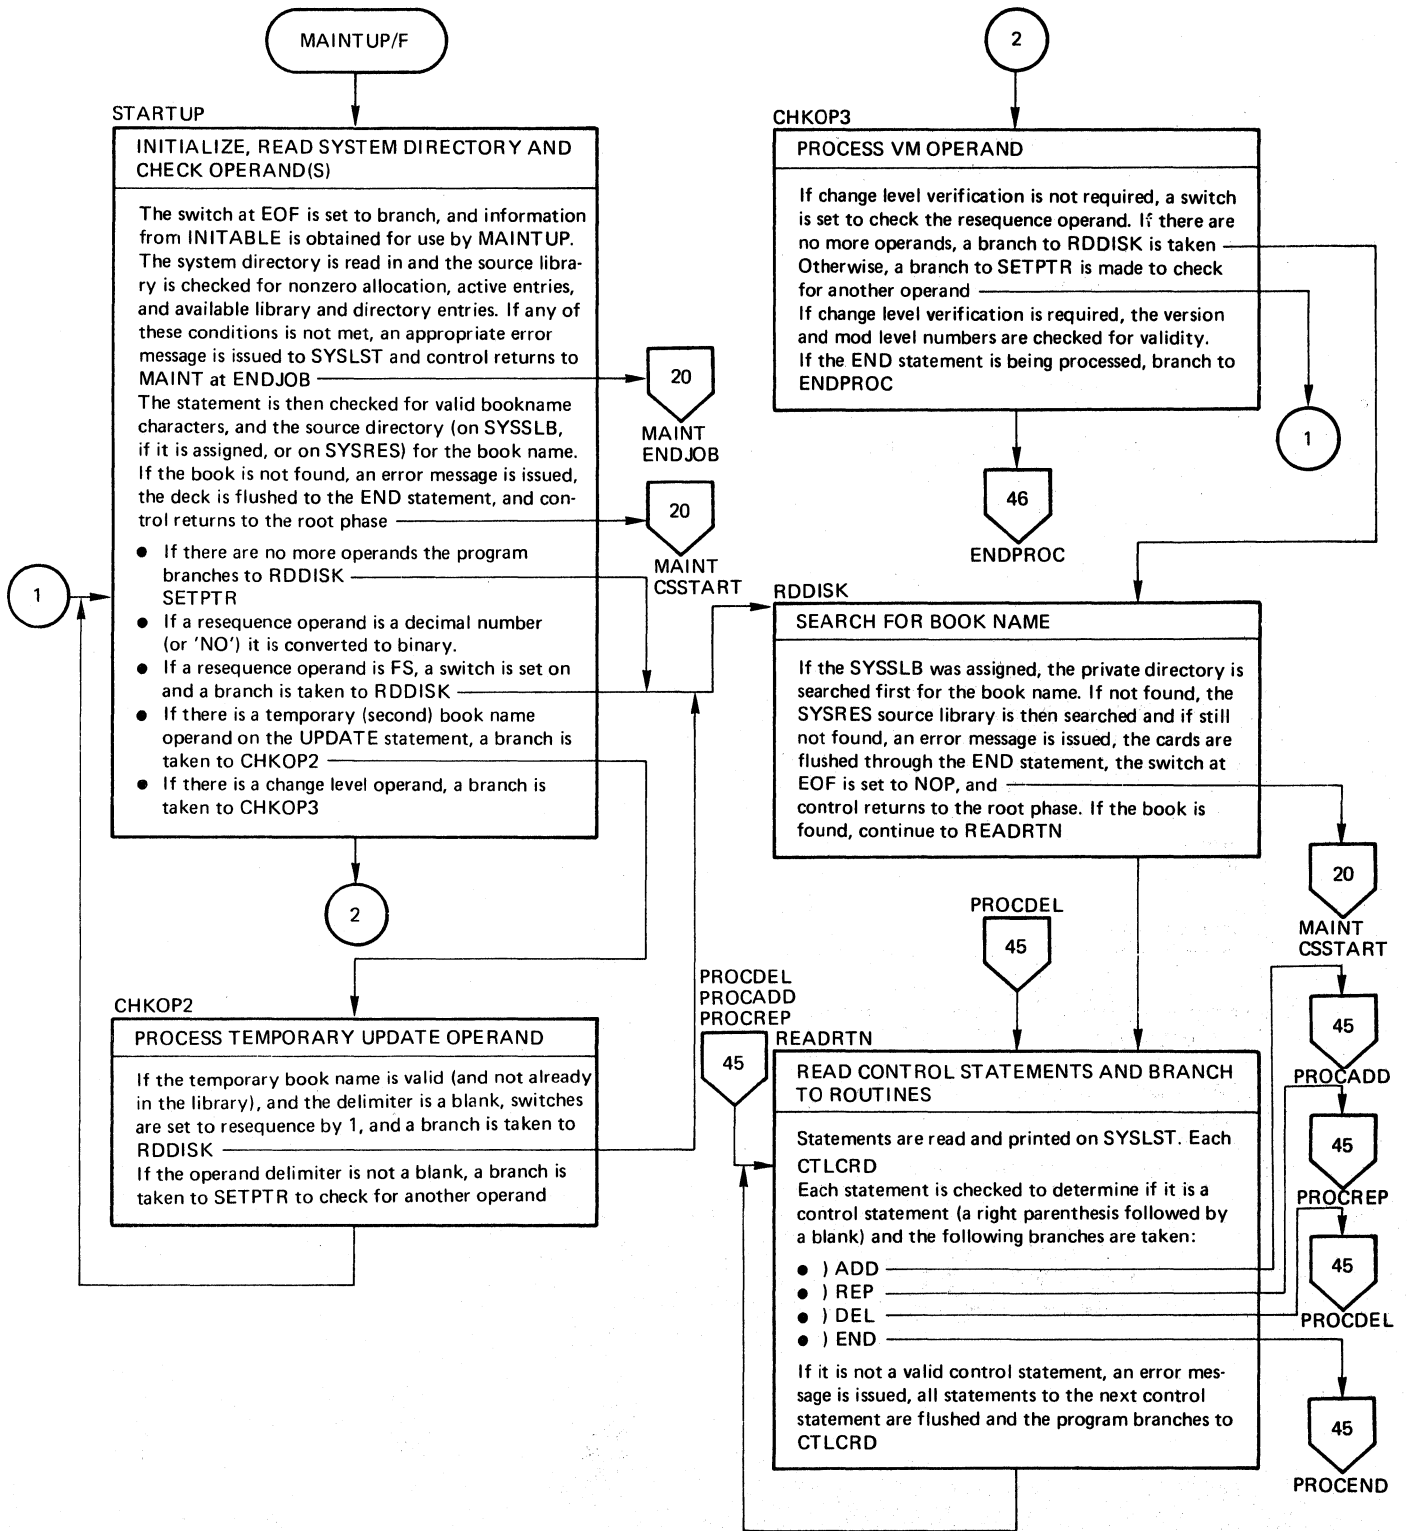 MAINTUP/F
STARTUP
INITIALIZE, READ SYSTEM DIRECTORY AND
CHECK OPERAND(S)
The switch at EOF is set to branch, and information
from INITABLE is obtained for use by MAINTUP.
The system directory is read in and the source libra-
ry is checked for nonzero allocation, active entries,
and available library and directory entries. If any of
these conditions is not met, an appropriate error
message is issued to SYSLST and control returns to
MAINT at ENDJOB
The statement is then checked for valid bookname
characters, and the source directory (on SYSSLB,
if it is assigned, or on SYSRES) for the book name.
If the book is not found, an error message is issued,
the deck is flushed to the END statement, and con-
trol returns to the root phase
● If there are no more operands the program
branches to RDDISK
SETPTR
● If a resequence operand is a decimal number
(or 'NO') it is converted to binary.
● If a resequence operand is FS, a switch is set on
and a branch is taken to RDDISK
● If there is a temporary (second) book name
operand on the UPDATE statement, a branch is
taken to CHKOP2
● If there is a change level operand, a branch is
taken to CHKOP3
20
MAINT
ENDJOB
20
MAINT
CSSTART
1
2
CHKOP2
PROCESS TEMPORARY UPDATE OPERAND
If the temporary book name is valid (and not already
in the library), and the delimiter is a blank, switches
are set to resequence by 1, and a branch is taken to
RDDISK
If the operand delimiter is not a blank, a branch is
taken to SETPTR to check for another operand
2
CHKOP3
PROCESS VM OPERAND
If change level verification is not required, a switch
is set to check the resequence operand. If there are
no more operands, a branch to RDDISK is taken
Otherwise, a branch to SETPTR is made to check
for another operand
If change level verification is required, the version
and mod level numbers are checked for validity.
If the END statement is being processed, branch to
ENDPROC
1
46
ENDPROC
RDDISK
SEARCH FOR BOOK NAME
If the SYSSLB was assigned, the private directory is
searched first for the book name. If not found, the
SYSRES source library is then searched and if still
not found, an error message is issued, the cards are
flushed through the END statement, the switch at
EOF is set to NOP, and
control returns to the root phase. If the book is
found, continue to READRTN
20
MAINT
CSSTART
PROCDEL
45
PROCDEL
PROCADD
PROCREP
45
READRTN
READ CONTROL STATEMENTS AND BRANCH
TO ROUTINES
Statements are read and printed on SYSLST. Each
CTLCRD
Each statement is checked to determine if it is a
control statement (a right parenthesis followed by
a blank) and the following branches are taken:
● ) ADD
● ) REP
● ) DEL
● ) END
If it is not a valid control statement, an error mes-
sage is issued, all statements to the next control
statement are flushed and the program branches to
CTLCRD
45
PROCADD
45
PROCREP
45
PROCDEL
45
PROCEND